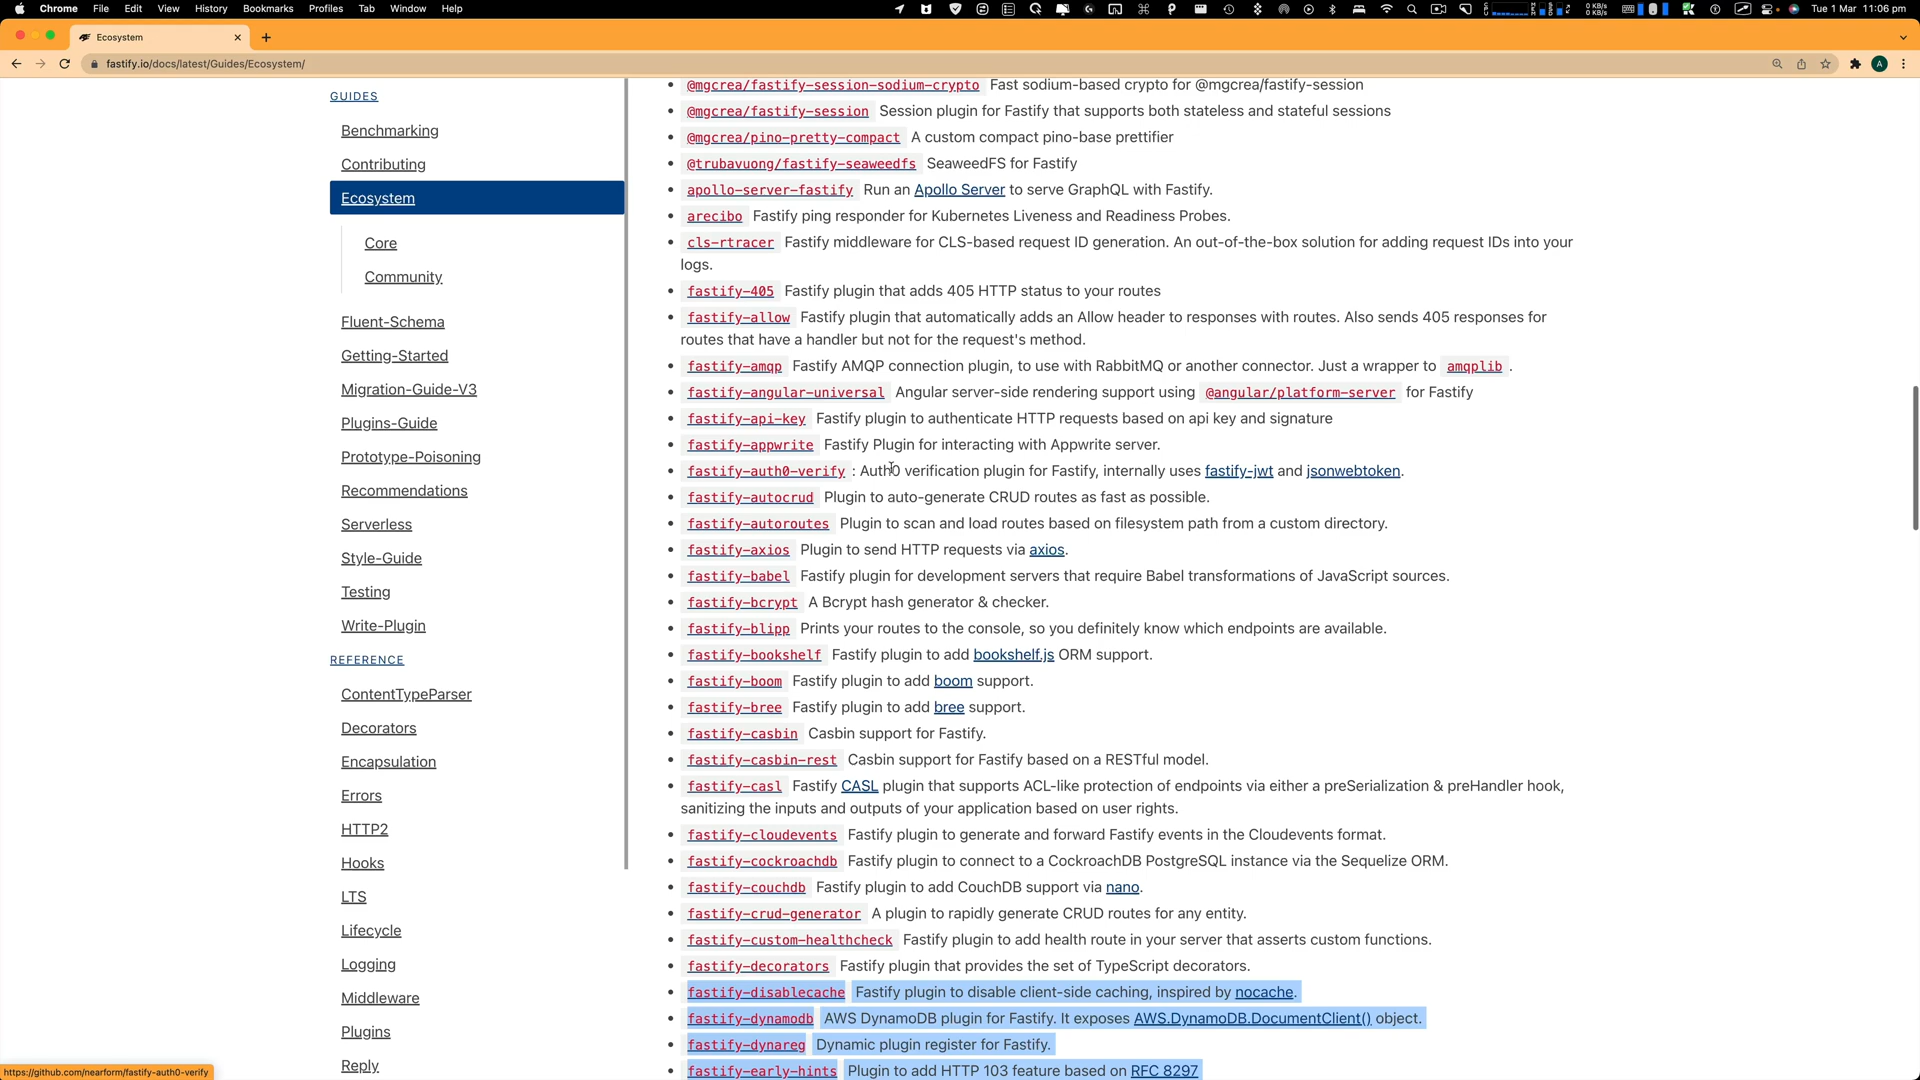 Chrome File Edit View History Bookmarks Profiles Tab Window Help
0 KB/s
0 KB/s
Tue 1 Mar 11:06 pm
Ecosystem
fastify.io/docs/latest/Guides/Ecosystem/
A
GUIDES
Benchmarking
Contributing
Ecosystem
Core
Community
Fluent-Schema
Getting-Started
Migration-Guide-V3
Plugins-Guide
Prototype-Poisoning
Recommendations
Serverless
Style-Guide
Testing
Write-Plugin
REFERENCE
ContentTypeParser
Decorators
Encapsulation
Errors
HTTP2
Hooks
LTS
Lifecycle
Logging
Middleware
Plugins
Reply
@mgcrea/fastify-session-sodium-crypto Fast sodium-based crypto for @mgcrea/fastify-session
@mgcrea/fastify-session Session plugin for Fastify that supports both stateless and stateful sessions
@mgcrea/pino-pretty-compact A custom compact pino-base prettifier
@trubavuong/fastify-seaweedfs SeaweedFS for Fastify
apollo-server-fastify Run an Apollo Server to serve GraphQL with Fastify.
arecibo Fastify ping responder for Kubernetes Liveness and Readiness Probes.
cls-rtracer Fastify middleware for CLS-based request ID generation. An out-of-the-box solution for adding request IDs into your
logs.
fastify-405 Fastify plugin that adds 405 HTTP status to your routes
fastify-allow Fastify plugin that automatically adds an Allow header to responses with routes. Also sends 405 responses for
routes that have a handler but not for the request's method.
fastify-amqp Fastify AMQP connection plugin, to use with RabbitMQ or another connector. Just a wrapper to amqplib .
fastify-angular-universal Angular server-side rendering support using @angular/platform-server for Fastify
fastify-api-key Fastify plugin to authenticate HTTP requests based on api key and signature
fastify-appwrite Fastify Plugin for interacting with Appwrite server.
fastify-auth0-verify : Auth0 verification plugin for Fastify, internally uses fastify-jwt and jsonwebtoken.
fastify-autocrud Plugin to auto-generate CRUD routes as fast as possible.
fastify-autoroutes Plugin to scan and load routes based on filesystem path from a custom directory.
fastify-axios Plugin to send HTTP requests via axios.
fastify-babel Fastify plugin for development servers that require Babel transformations of JavaScript sources.
fastify-bcrypt A Bcrypt hash generator & checker.
fastify-blipp Prints your routes to the console, so you definitely know which endpoints are available.
fastify-bookshelf Fastify plugin to add bookshelf.js ORM support.
fastify-boom Fastify plugin to add boom support.
fastify-bree Fastify plugin to add bree support.
fastify-casbin Casbin support for Fastify.
fastify-casbin-rest Casbin support for Fastify based on a RESTful model.
fastify-casl Fastify CASL plugin that supports ACL-like protection of endpoints via either a preSerialization & preHandler hook,
sanitizing the inputs and outputs of your application based on user rights.
fastify-cloudevents Fastify plugin to generate and forward Fastify events in the Cloudevents format.
fastify-cockroachdb Fastify plugin to connect to a CockroachDB PostgreSQL instance via the Sequelize ORM.
fastify-couchdb Fastify plugin to add CouchDB support via nano.
fastify-crud-generator A plugin to rapidly generate CRUD routes for any entity.
fastify-custom-healthcheck Fastify plugin to add health route in your server that asserts custom functions.
fastify-decorators Fastify plugin that provides the set of TypeScript decorators.
fastify-disablecache Fastify plugin to disable client-side caching, inspired by nocache.
fastify-dynamodb AWS DynamoDB plugin for Fastify. It exposes AWS.DynamoDB.DocumentClient() object.
fastify-dynareg Dynamic plugin register for Fastify.
fastify-early-hints Plugin to add HTTP 103 feature based on RFC 8297
https://github.com/nearform/fastify-auth0-verify